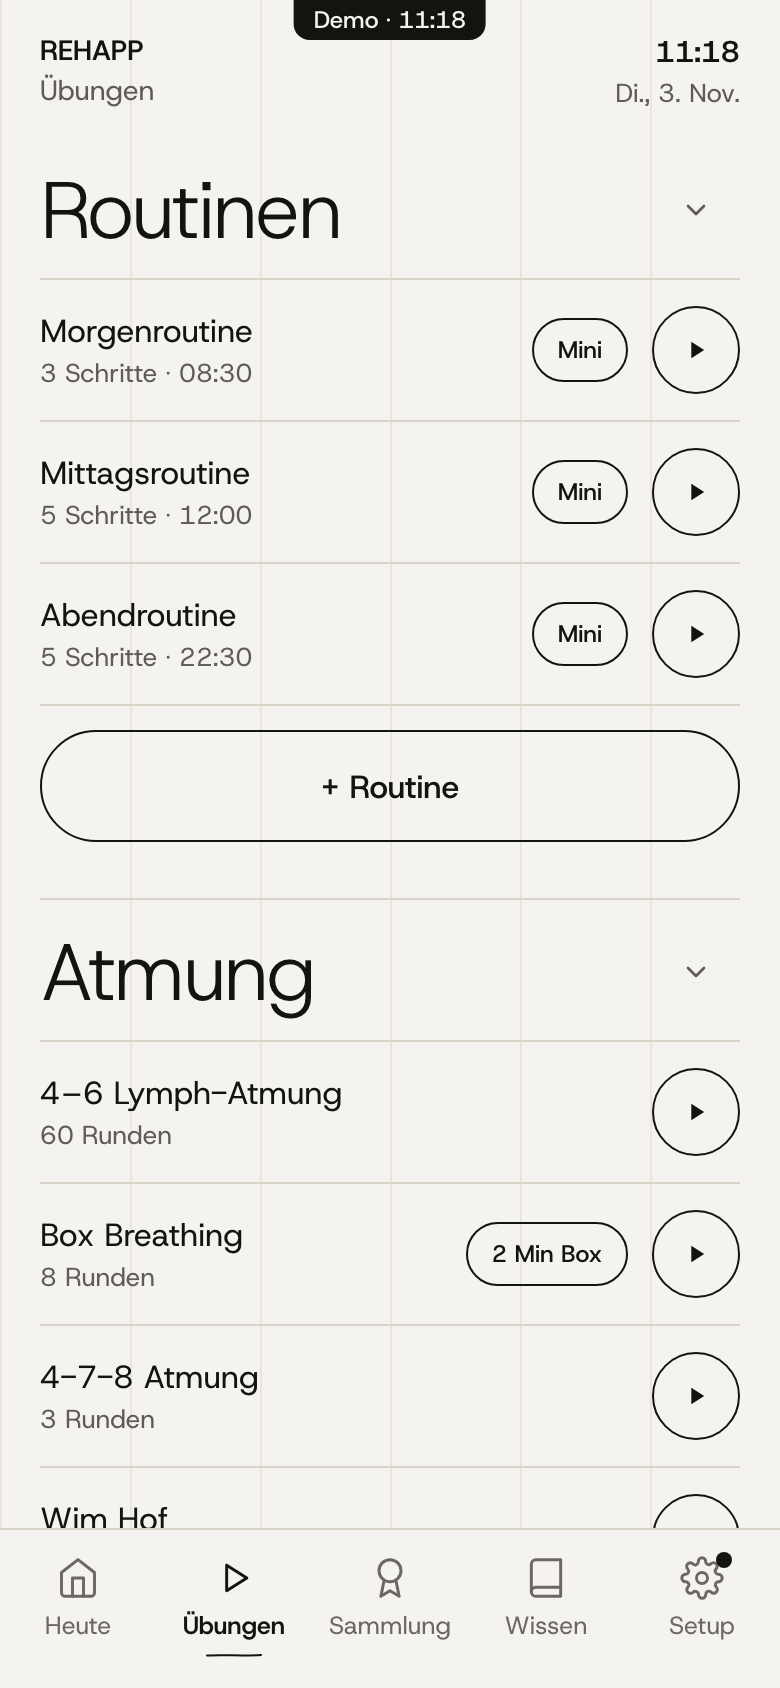 Demo · 11:18
REHAPP
11:18
Übungen
Di., 3. Nov.
Routinen
Morgenroutine
3 Schritte · 08:30
Mini
Mittagsroutine
5 Schritte · 12:00
Mini
Abendroutine
5 Schritte · 22:30
Mini
+ Routine
Atmung
4–6 Lymph-Atmung
60 Runden
Box Breathing
8 Runden
2 Min Box
4-7-8 Atmung
3 Runden
Wim Hof
Heute
Übungen
Sammlung
Wissen
Setup